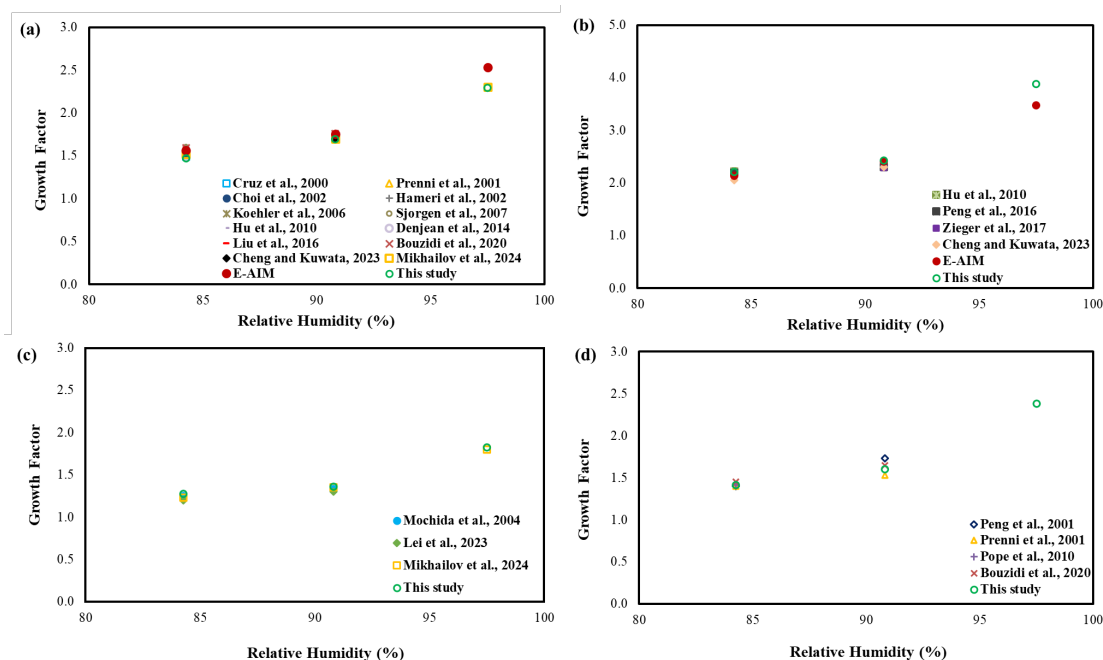 (a)
3.0
2.5
2.0
1.5
1.0
0.5
0.0
80
85
90
95
100
Growth Factor
Relative Humidity (%)
Cruz et al., 2000
Prenni et al., 2001
Choi et al., 2002
Hameri et al., 2002
Koehler et al., 2006
Sjorgen et al., 2007
Hu et al., 2010
Denjean et al., 2014
Liu et al., 2016
Bouzidi et al., 2020
Cheng and Kuwata, 2023
Mikhailov et al., 2024
E-AIM
This study
(b)
5.0
4.0
3.0
2.0
1.0
0.0
80
85
90
95
100
Growth Factor
Relative Humidity (%)
Hu et al., 2010
Peng et al., 2016
Zieger et al., 2017
Cheng and Kuwata, 2023
E-AIM
This study
(c)
3.0
2.5
2.0
1.5
1.0
0.5
0.0
80
85
90
95
100
Growth Factor
Relative Humidity (%)
Mochida et al., 2004
Lei et al., 2023
Mikhailov et al., 2024
This study
(d)
3.0
2.5
2.0
1.5
1.0
0.5
0.0
80
85
90
95
100
Growth Factor
Relative Humidity (%)
Peng et al., 2001
Prenni et al., 2001
Pope et al., 2010
Bouzidi et al., 2020
This study